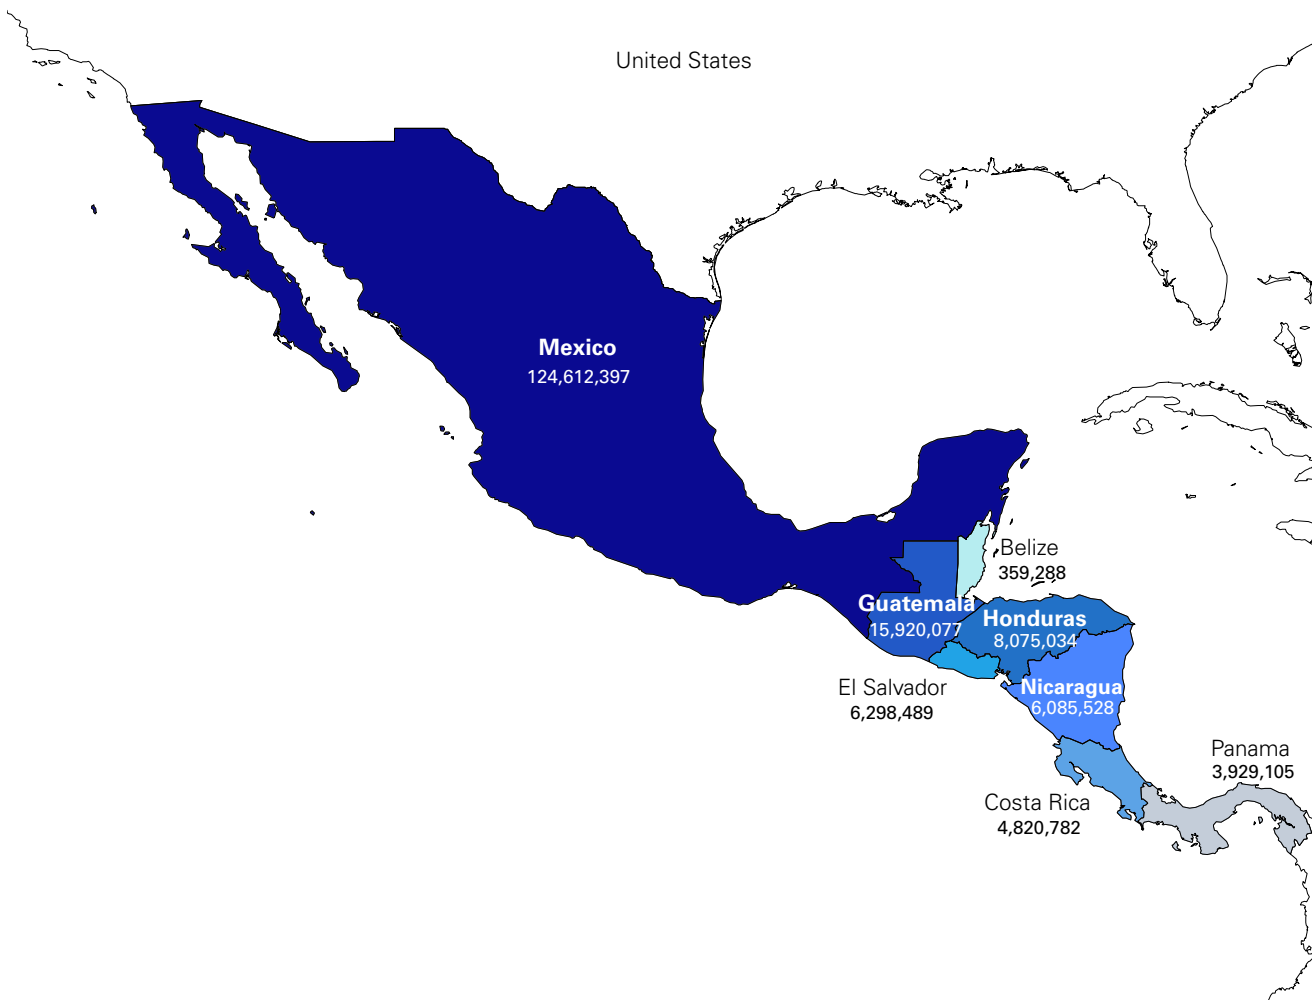 United States
Mexico
124,612,397
Belize
359,288
Guatemala
15,920,077
Honduras
8,075,034
El Salvador
6,298,489
Nicaragua
6,085,528
Panama
3,929,105
Costa Rica
4,820,782